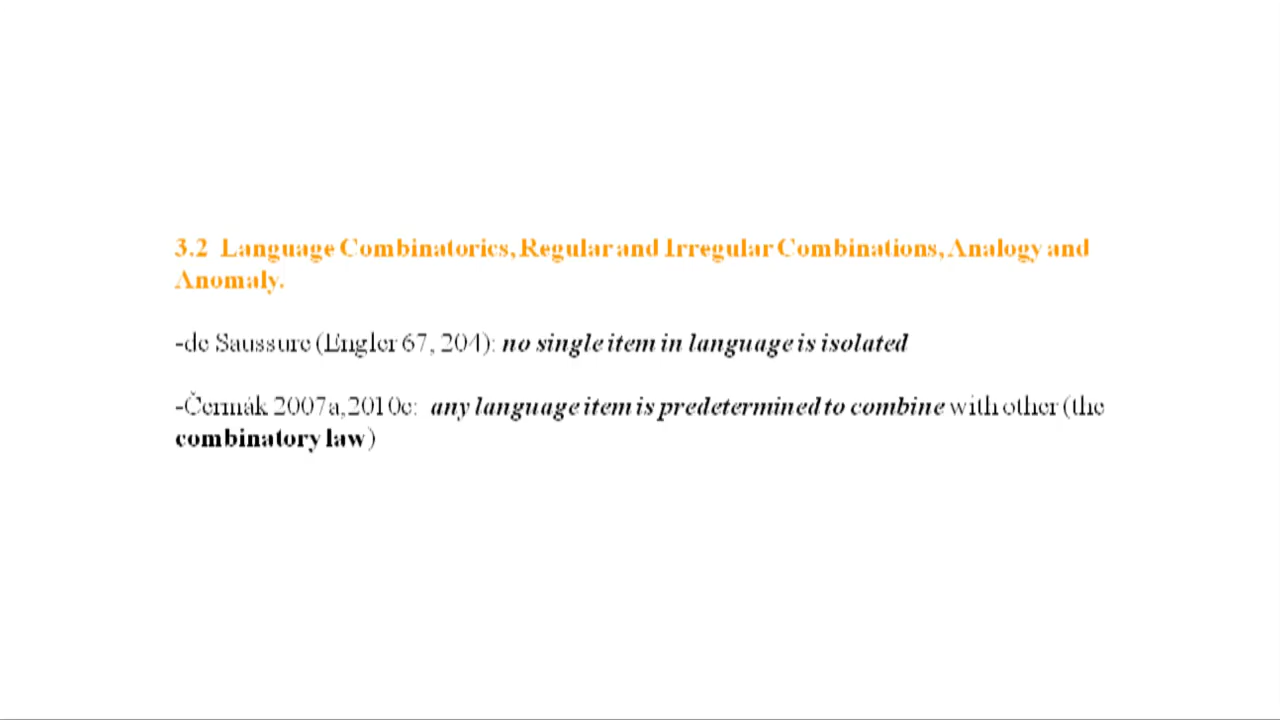 3.2 Language Combinatorics, Regular and Irregular Combinations, Analogy and
Anomaly.
-de Saussure (Engler 67, 204): no single item in language is isolated
-Čermák 2007a,2010c: any language item is predetermined to combine with other (the
combinatory law)